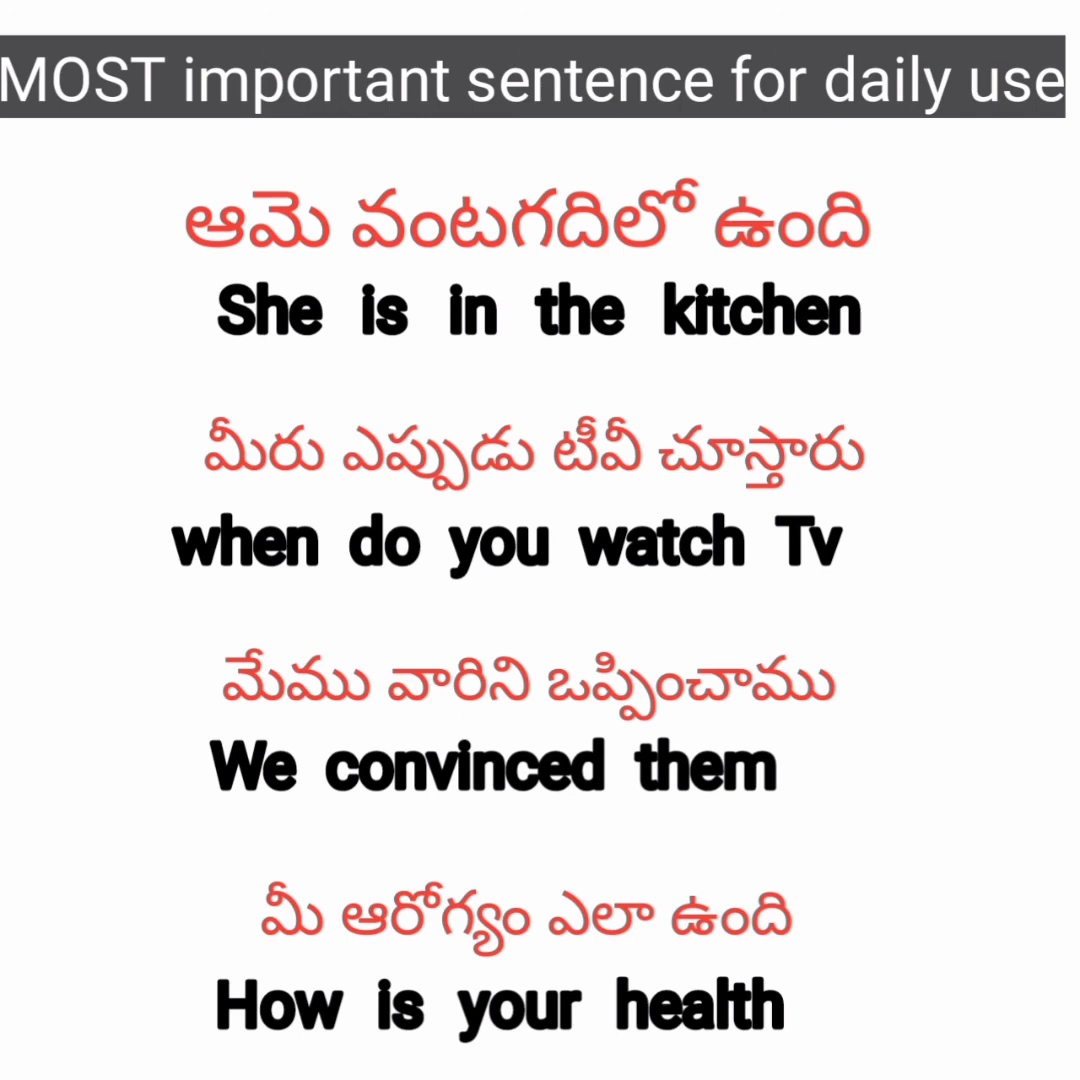 MOST important sentence for daily use
ఆమె వంటగదిలో ఉంది
She is in the kitchen
మీరు ఎప్పుడు టీవీ చూస్తారు
when do you watch Tv
మేము వారిని ఒప్పించాము
We convinced them
మీ ఆరోగ్యం ఎలా ఉంది
How is your health